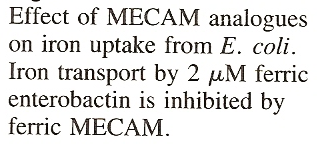 Effect of MECAM analogues
on iron uptake from E. coli.
Iron transport by 2 μM ferric
enterobactin is inhibited by
ferric MECAM.